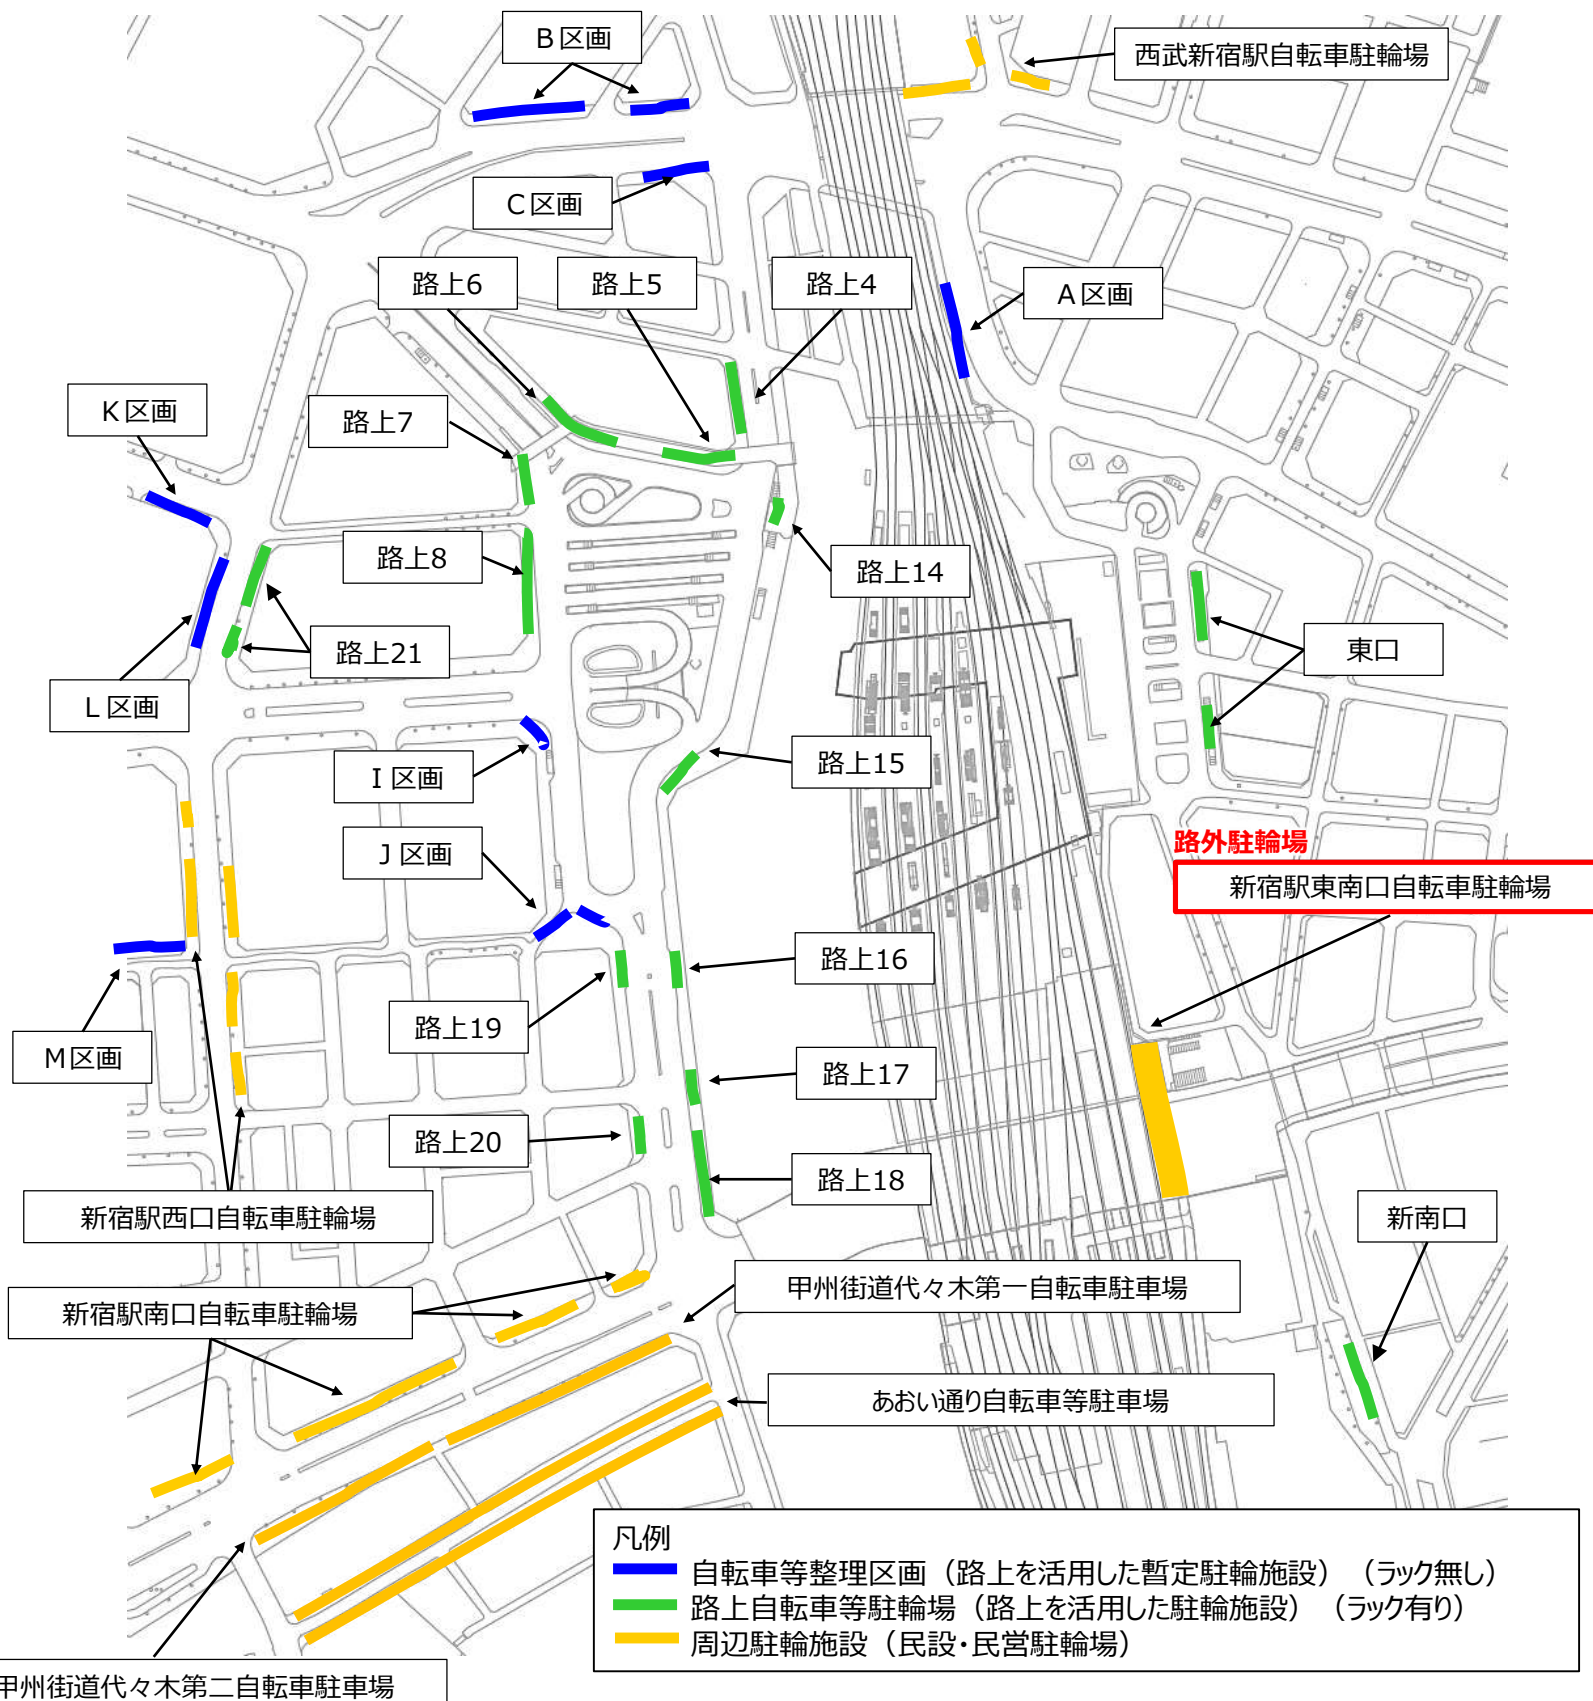 B区画
西武新宿駅自転車駐輪場
C区画
路上6
路上5
路上4
A区画
K区画
路上7
路上8
路上14
路上21
東口
L区画
I区画
路上15
J区画
路外駐輪場
新宿駅東南口自転車駐輪場
路上16
路上19
M区画
路上17
路上20
路上18
新宿駅西口自転車駐輪場
新南口
甲州街道代々木第一自転車駐車場
新宿駅南口自転車駐輪場
あおい通り自転車等駐車場
凡例
自転車等整理区画（路上を活用した暫定駐輪施設）（ラック無し）
路上自転車等駐輪場（路上を活用した駐輪施設）（ラック有り）
周辺駐輪施設（民設・民営駐輪場）
甲州街道代々木第二自転車駐車場